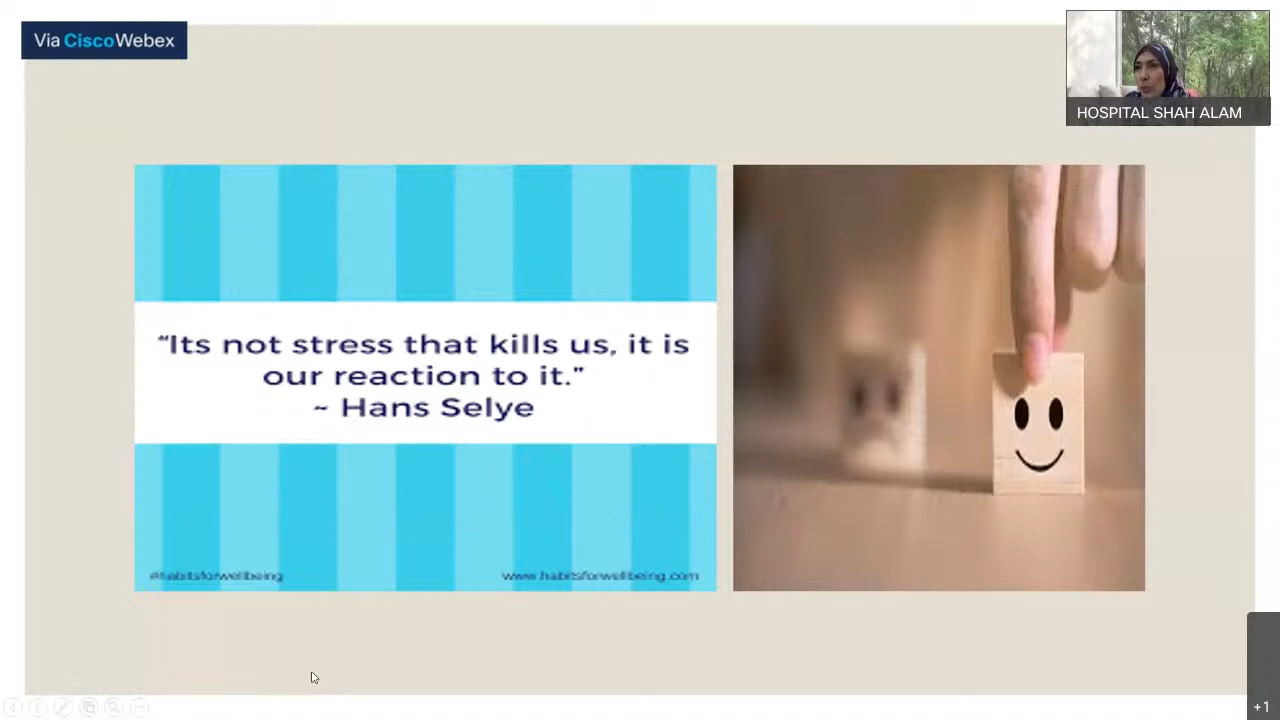 Via CiscoWebex
HOSPITAL SHAH ALAM
“Its not stress that kills us, it is
our reaction to it.”
~ Hans Selye
#habitsforwellbeing
www.habitsforwellbeing.com
+1